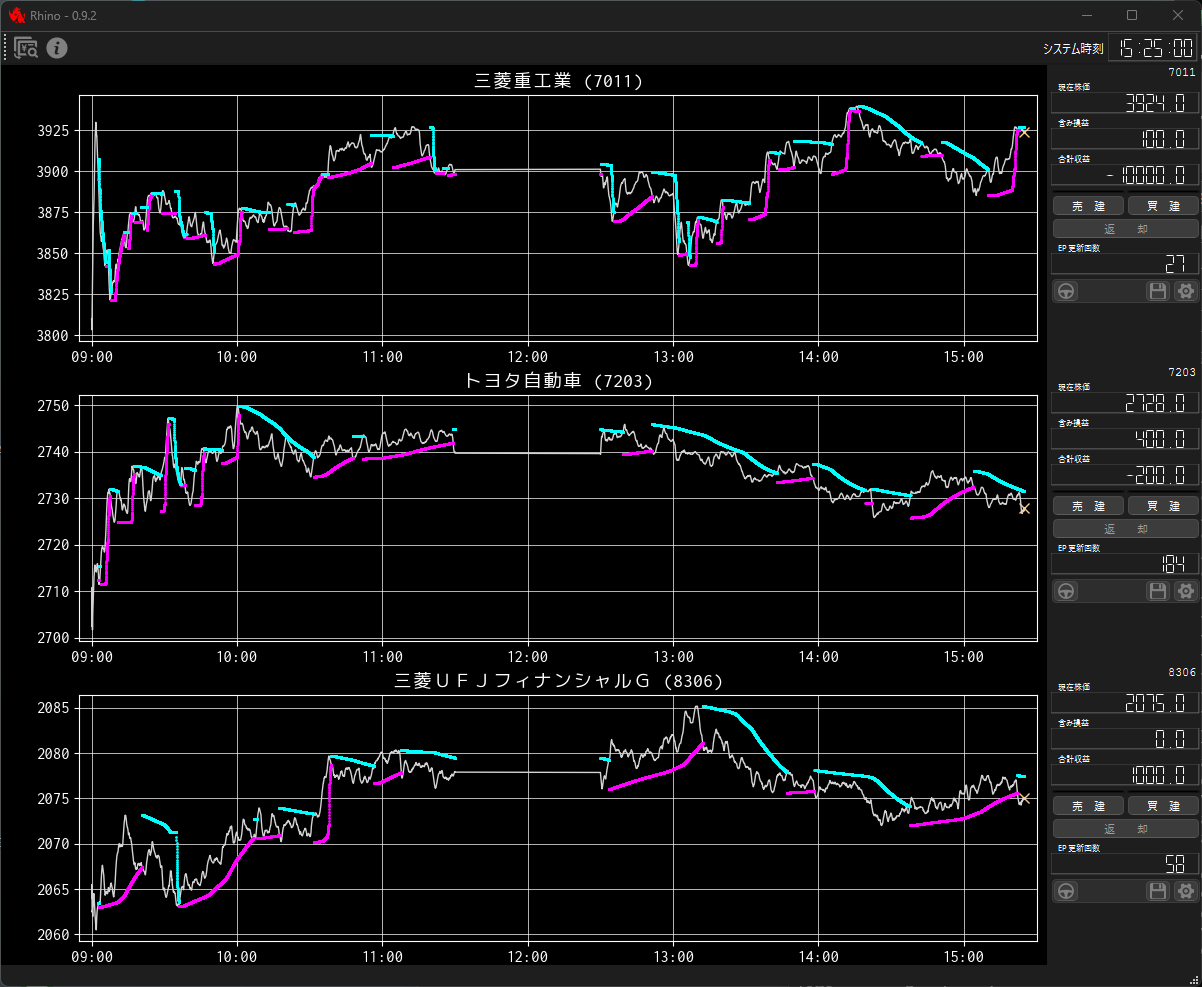 Rhino - 0.9.2
システム時刻 15:25:00
三菱重工業 (7011)
3925
3900
3875
3850
3825
3800
09:00 10:00 11:00 12:00 13:00 14:00 15:00
7011
現在株価
3924.0
含み損益
100.0
合計収益
-10000.0
売 建 買 建
返 却
EP 更新回数
27
トヨタ自動車 (7203)
2750
2740
2730
2720
2710
2700
09:00 10:00 11:00 12:00 13:00 14:00 15:00
7203
現在株価
2728.0
含み損益
400.0
合計収益
-200.0
売 建 買 建
返 却
EP 更新回数
184
三菱ＵＦＪフィナンシャルＧ (8306)
2085
2080
2075
2070
2065
2060
09:00 10:00 11:00 12:00 13:00 14:00 15:00
8306
現在株価
2075.0
含み損益
0.0
合計収益
1000.0
売 建 買 建
返 却
EP 更新回数
58